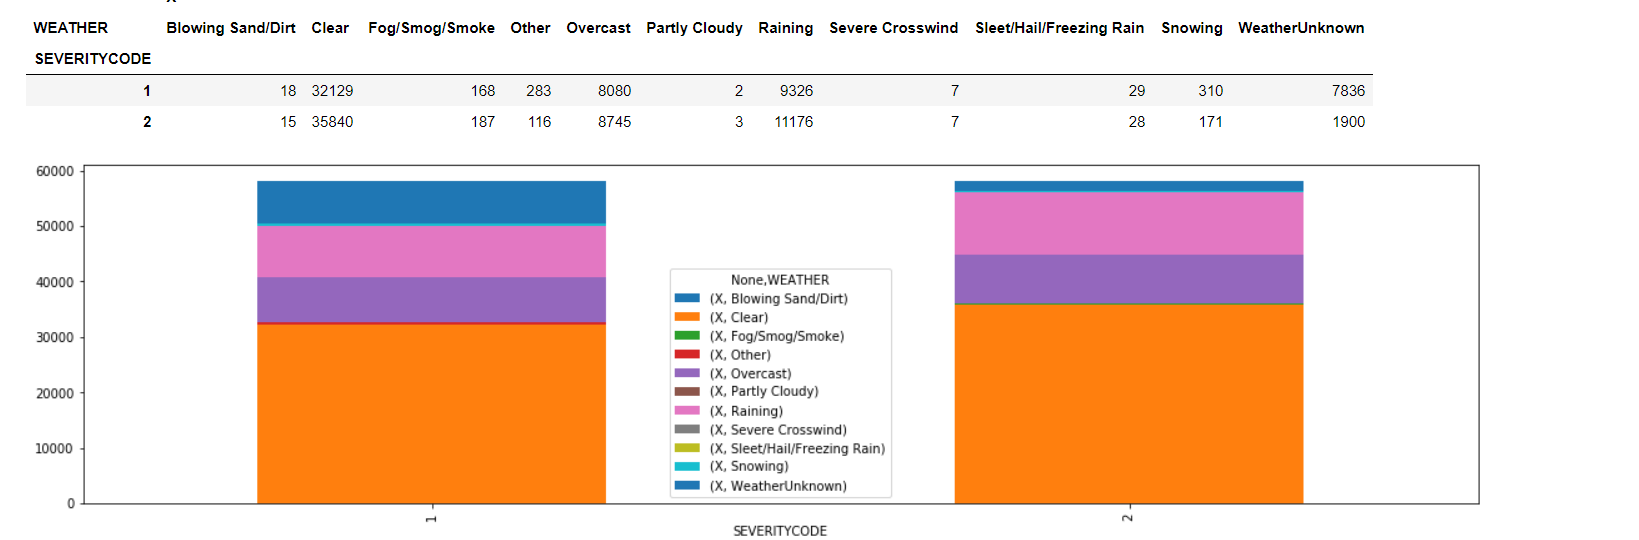 WEATHER Blowing Sand/Dirt Clear Fog/Smog/Smoke Other Overcast Partly Cloudy Raining Severe Crosswind Sleet/Hail/Freezing Rain Snowing WeatherUnknown
SEVERITYCODE
1 18 32129 168 283 8080 2 9326 7 29 310 7836
2 15 35840 187 116 8745 3 11176 7 28 171 1900
60000
50000
40000
30000
20000
10000
0
None,WEATHER
(X, Blowing Sand/Dirt)
(X, Clear)
(X, Fog/Smog/Smoke)
(X, Other)
(X, Overcast)
(X, Partly Cloudy)
(X, Raining)
(X, Severe Crosswind)
(X, Sleet/Hail/Freezing Rain)
(X, Snowing)
(X, WeatherUnknown)
1 2
SEVERITYCODE